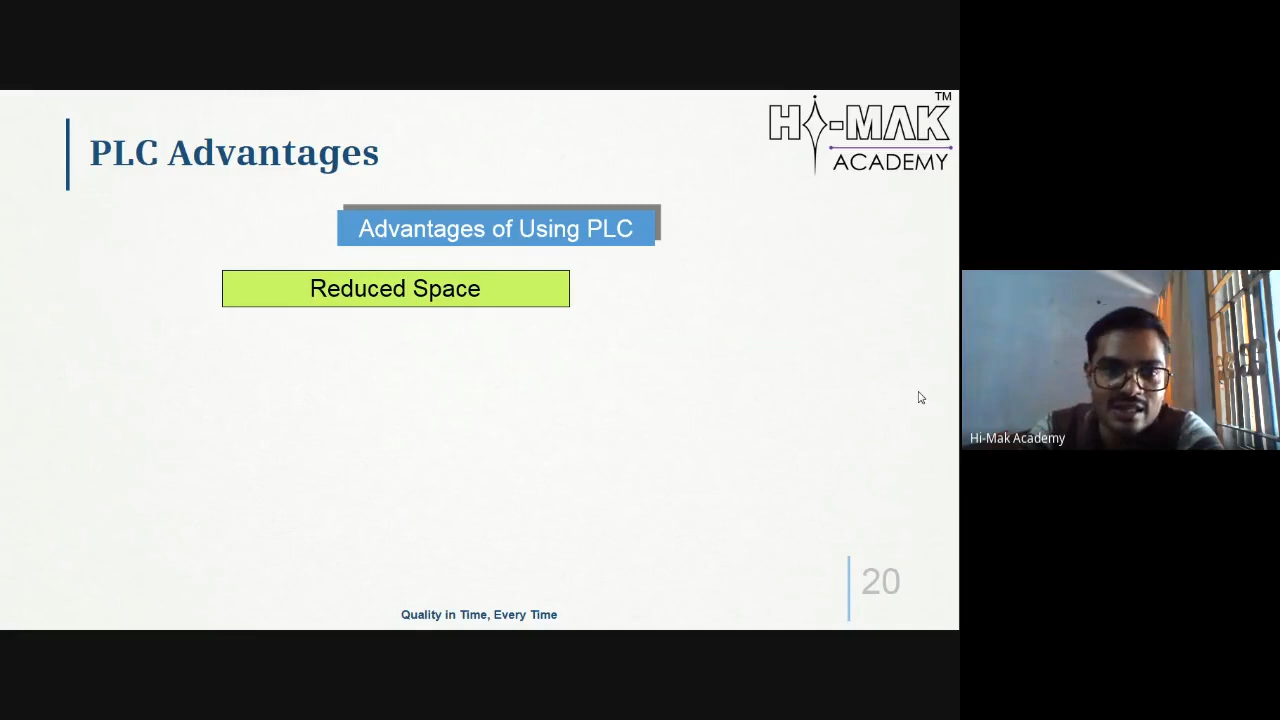 PLC Advantages
HI-MAK
TM
ACADEMY
Advantages of Using PLC
Reduced Space
Hi-Mak Academy
20
Quality in Time, Every Time